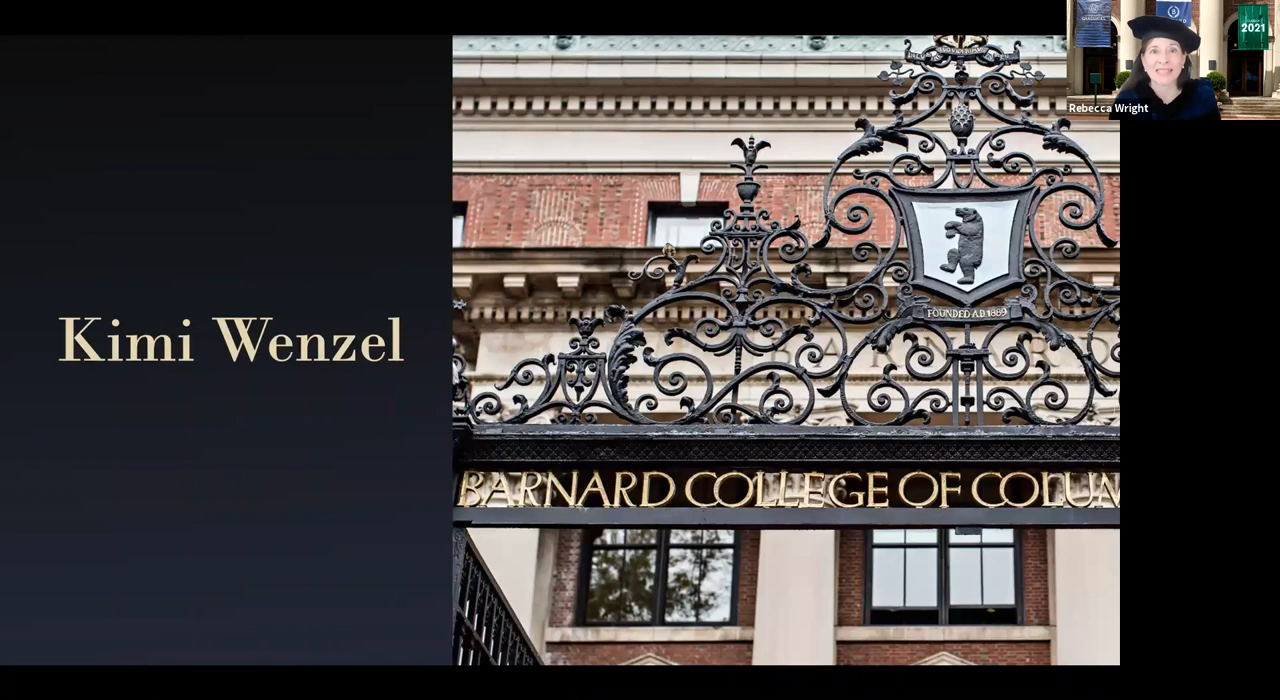 Kimi Wenzel
FOUNDED A.D. 1889
BARNARD COLLEGE OF COLUM
2021
Rebecca Wright